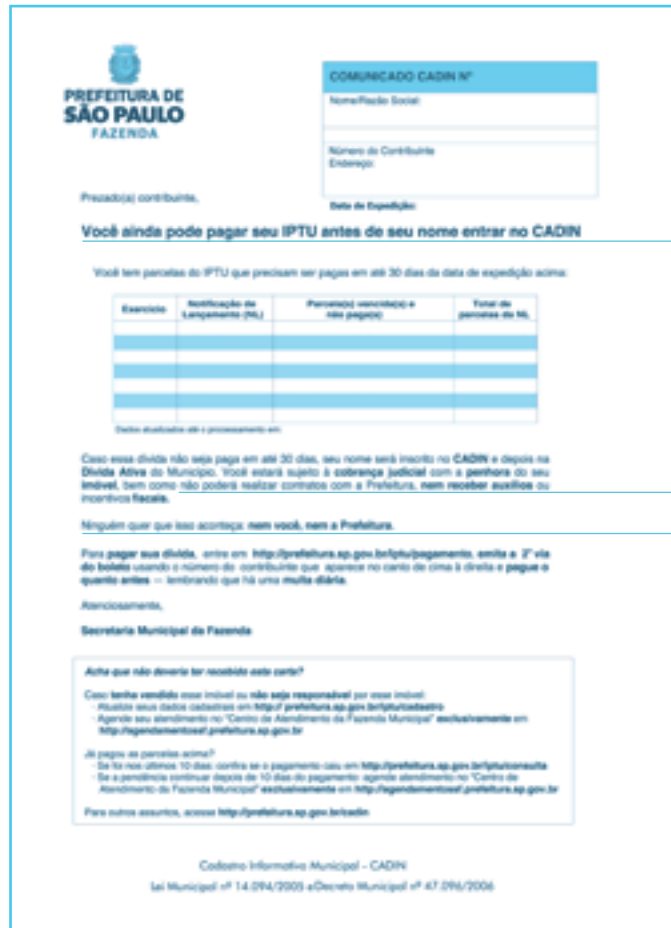 PREFEITURA DE
SÃO PAULO
FAZENDA
COMUNICADO CADIN Nº
Nome/Razão Social:
Número do Contribuinte
Endereço:
Data de Expedição:
Prezado(a) contribuinte,
Você ainda pode pagar seu IPTU antes de seu nome entrar no CADIN
Você tem parcelas do IPTU que precisam ser pagas em até 30 dias da data de expedição acima:
Exercício Notificação de Lançamento (NL) Parcela(s) vencida(s) e não paga(s) Total de parcelas da NL
Dados atualizados até o processamento em:
Caso essa dívida não seja paga em até 30 dias, seu nome será inscrito no CADIN e depois na
Dívida Ativa do Município. Você estará sujeito à cobrança judicial com a penhora do seu
imóvel, bem como não poderá realizar contratos com a Prefeitura, nem receber auxílios ou
incentivos fiscais.
Ninguém quer que isso aconteça: nem você, nem a Prefeitura.
Para pagar sua dívida, entre em http://prefeitura.sp.gov.br/iptu/pagamento, emita a 2ª via
do boleto usando o número do contribuinte que aparece no canto de cima à direita e pague o
quanto antes — lembrando que há uma multa diária.
Atenciosamente,
Secretaria Municipal da Fazenda
Acha que não deveria ter recebido esta carta?
Caso tenha vendido esse imóvel ou não seja responsável por esse imóvel:
- Atualize seus dados cadastrais em http:// prefeitura.sp.gov.br/iptu/cadastro
- Agende seu atendimento no "Centro de Atendimento da Fazenda Municipal" exclusivamente em
http://agendamentosf.prefeitura.sp.gov.br
Já pagou as parcelas acima?
- Se foi nos últimos 10 dias: confira se o pagamento caiu em http://prefeitura.sp.gov.br/iptu/consulta
- Se a pendência continuar depois de 10 dias do pagamento: agende atendimento no "Centro de
Atendimento da Fazenda Municipal" exclusivamente em http://agendamentosf.prefeitura.sp.gov.br
Para outros assuntos, acesse http://prefeitura.sp.gov.br/cadin
Cadastro Informativo Municipal - CADIN
Lei Municipal nº 14.094/2005 e Decreto Municipal nº 47.096/2006